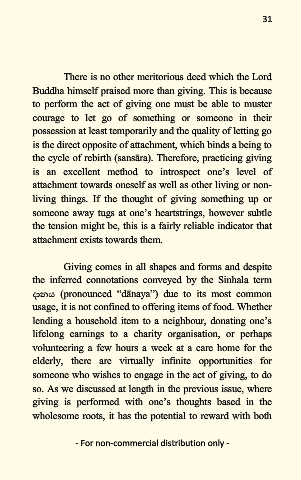 31
There is no other meritorious deed which the Lord
Buddha himself praised more than giving. This is because
to perform the act of giving one must be able to muster
courage to let go of something or someone in their
possession at least temporarily and the quality of letting go
is the direct opposite of attachment, which binds a being to
the cycle of rebirth (sansāra). Therefore, practicing giving
is an excellent method to introspect one's level of
attachment towards oneself as well as other living or non-
living things. If the thought of giving something up or
someone away tugs at one's heartstrings, however subtle
the tension might be, this is a fairly reliable indicator that
attachment exists towards them.
Giving comes in all shapes and forms and despite
the inferred connotations conveyed by the Sinhala term
දානය (pronounced "dānaya") due to its most common
usage, it is not confined to offering items of food. Whether
lending a household item to a neighbour, donating one's
lifelong earnings to a charity organisation, or perhaps
volunteering a few hours a week at a care home for the
elderly, there are virtually infinite opportunities for
someone who wishes to engage in the act of giving, to do
so. As we discussed at length in the previous issue, where
giving is performed with one's thoughts based in the
wholesome roots, it has the potential to reward with both
- For non-commercial distribution only -